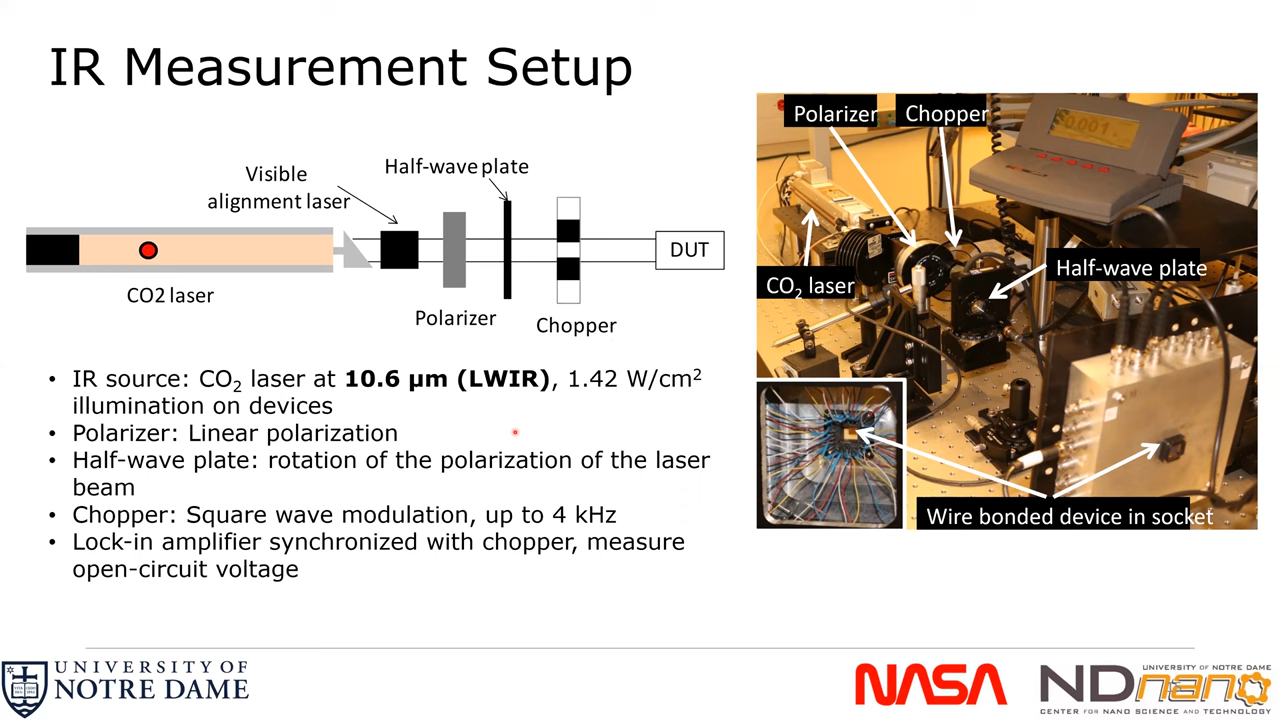 IR Measurement Setup
Visible
alignment laser
Half-wave plate
DUT
CO2 laser
Polarizer
Chopper
• IR source: CO₂ laser at 10.6 µm (LWIR), 1.42 W/cm²
illumination on devices
• Polarizer: Linear polarization
• Half-wave plate: rotation of the polarization of the laser
beam
• Chopper: Square wave modulation, up to 4 kHz
• Lock-in amplifier synchronized with chopper, measure
open-circuit voltage
Polarizer
Chopper
CO₂ laser
Half-wave plate
Wire bonded device in socket
UNIVERSITY OF
NOTRE DAME
NASA
UNIVERSITY OF NOTRE DAME
NDnano
CENTER FOR NANO SCIENCE AND TECHNOLOGY